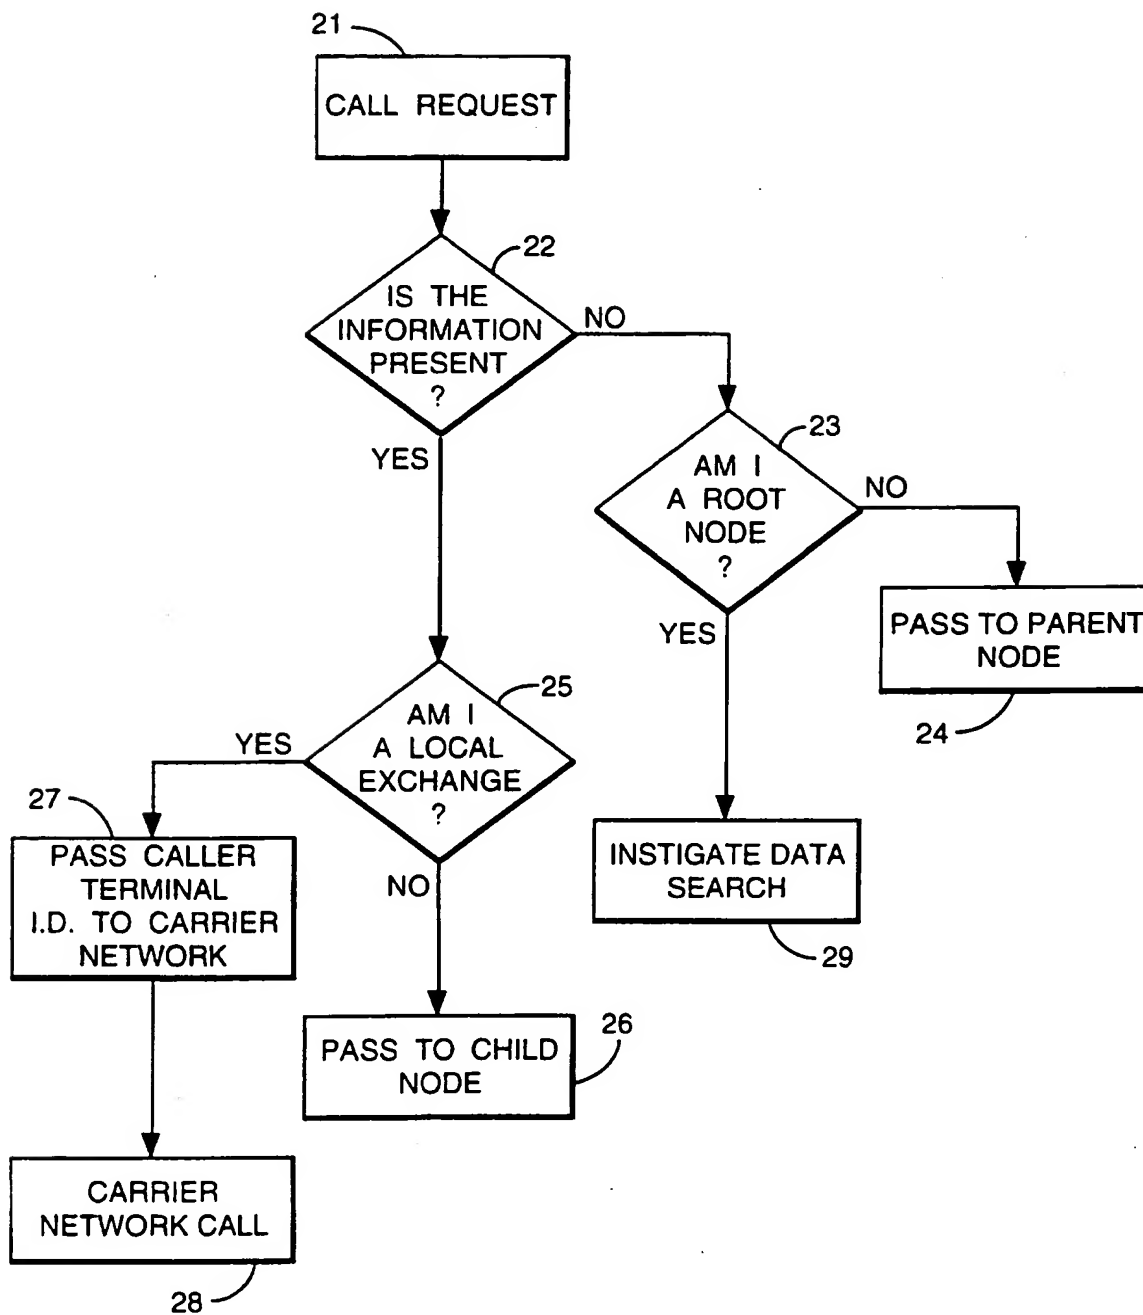 21
CALL REQUEST
22
IS THE
INFORMATION
PRESENT
?
NO
YES
23
AM I
A ROOT
NODE
?
NO
YES
PASS TO PARENT
NODE
24
25
AM I
A LOCAL
EXCHANGE
?
YES
NO
27
PASS CALLER
TERMINAL
I.D. TO CARRIER
NETWORK
INSTIGATE DATA
SEARCH
29
PASS TO CHILD
NODE
26
CARRIER
NETWORK CALL
28